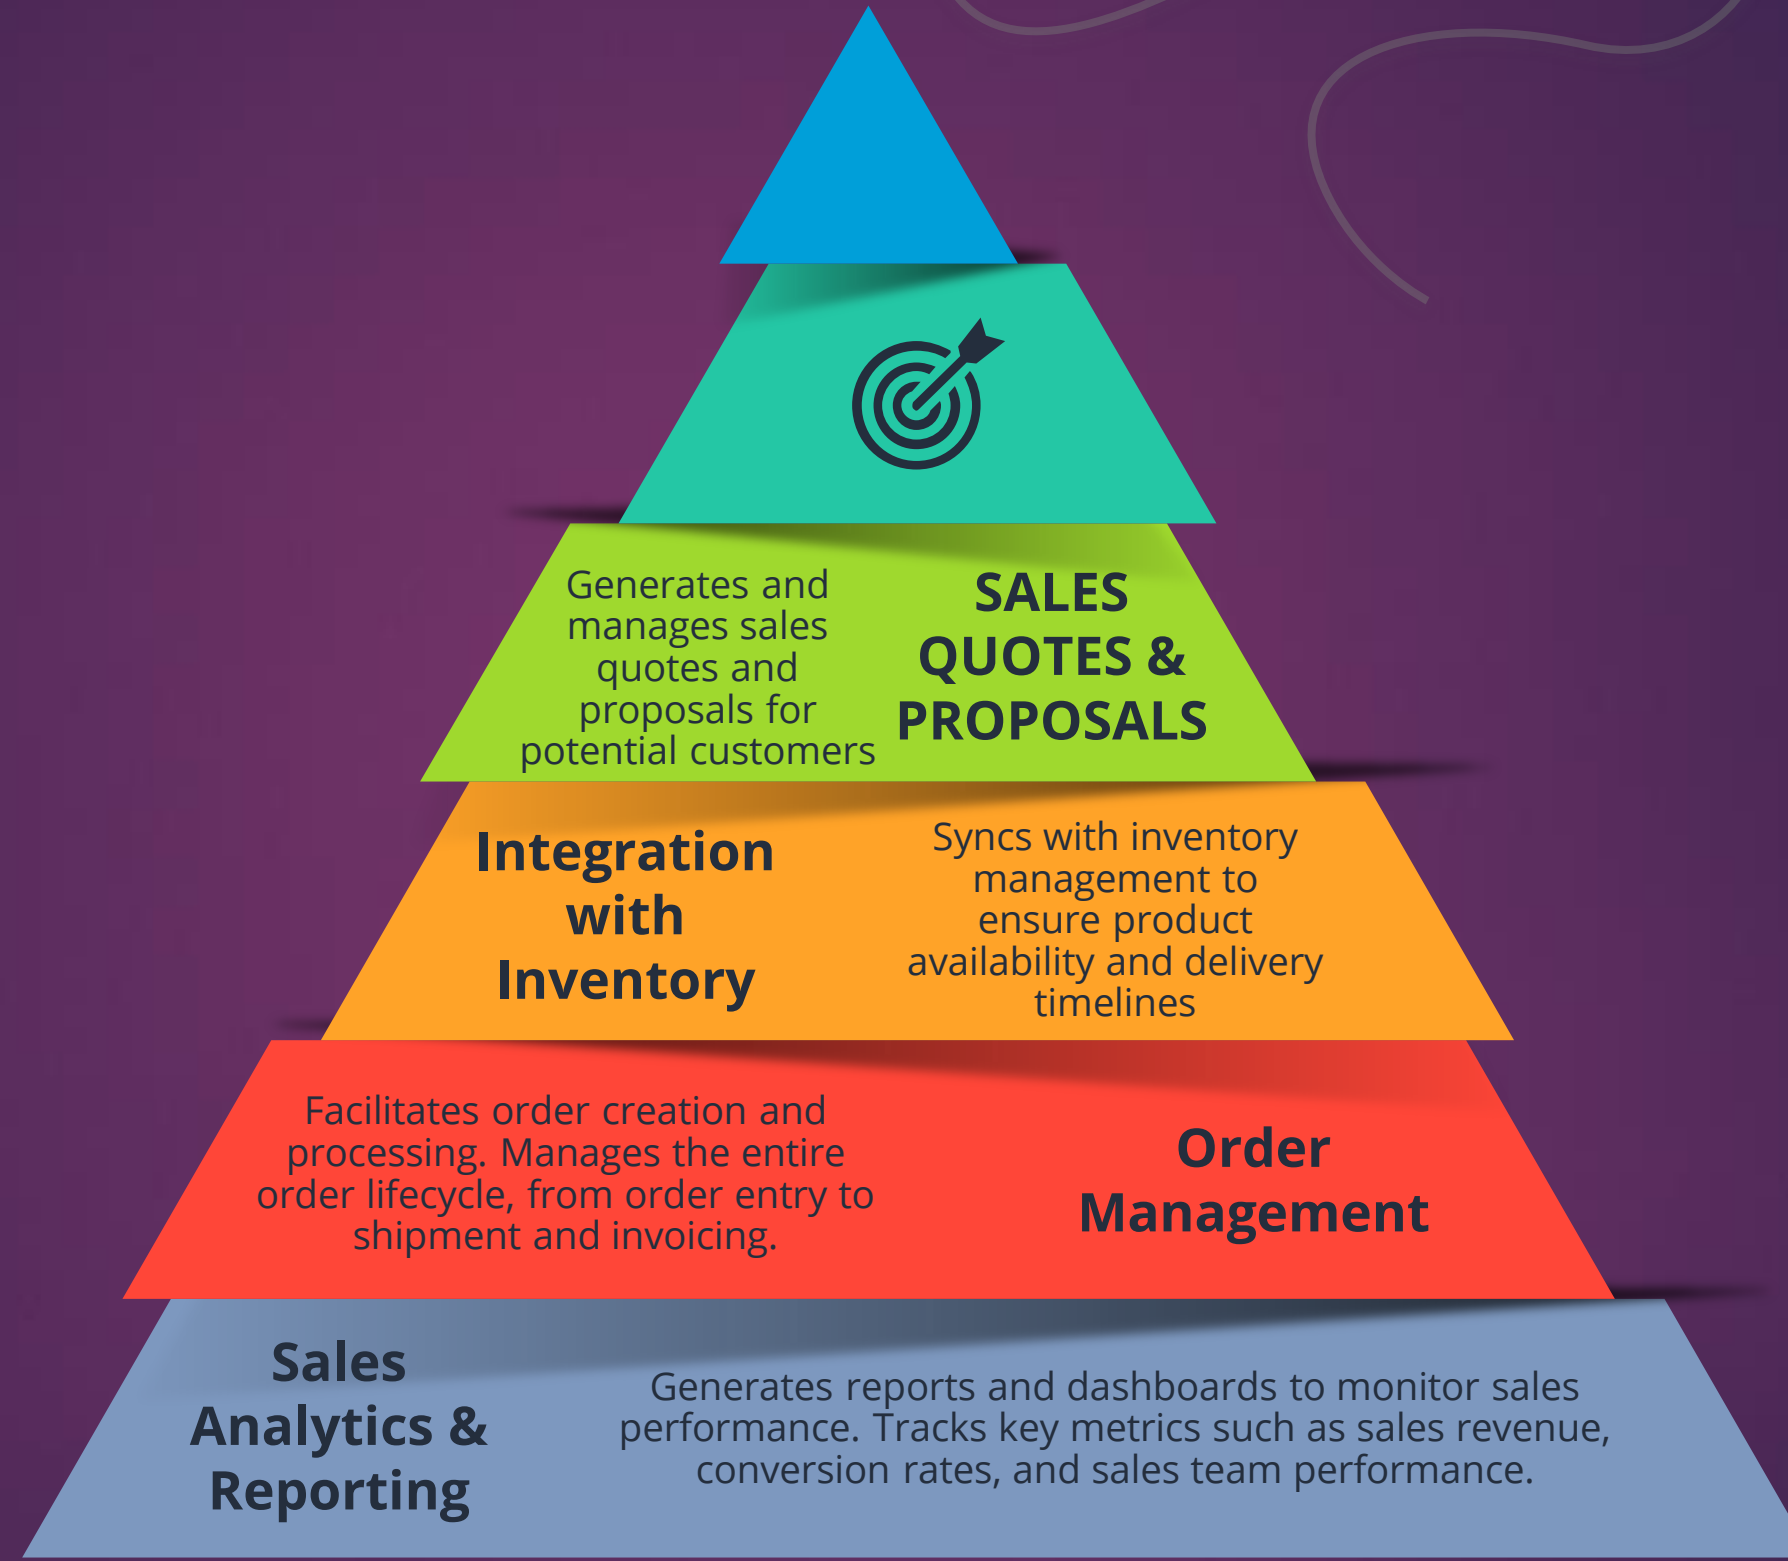 Generates and
manages sales
quotes and
proposals for
potential customers
SALES
QUOTES &
PROPOSALS
Integration
with
Inventory
Syncs with inventory
management to
ensure product
availability and delivery
timelines
Facilitates order creation and
processing. Manages the entire
order lifecycle, from order entry to
shipment and invoicing.
Order
Management
Sales
Analytics &
Reporting
Generates reports and dashboards to monitor sales
performance. Tracks key metrics such as sales revenue,
conversion rates, and sales team performance.